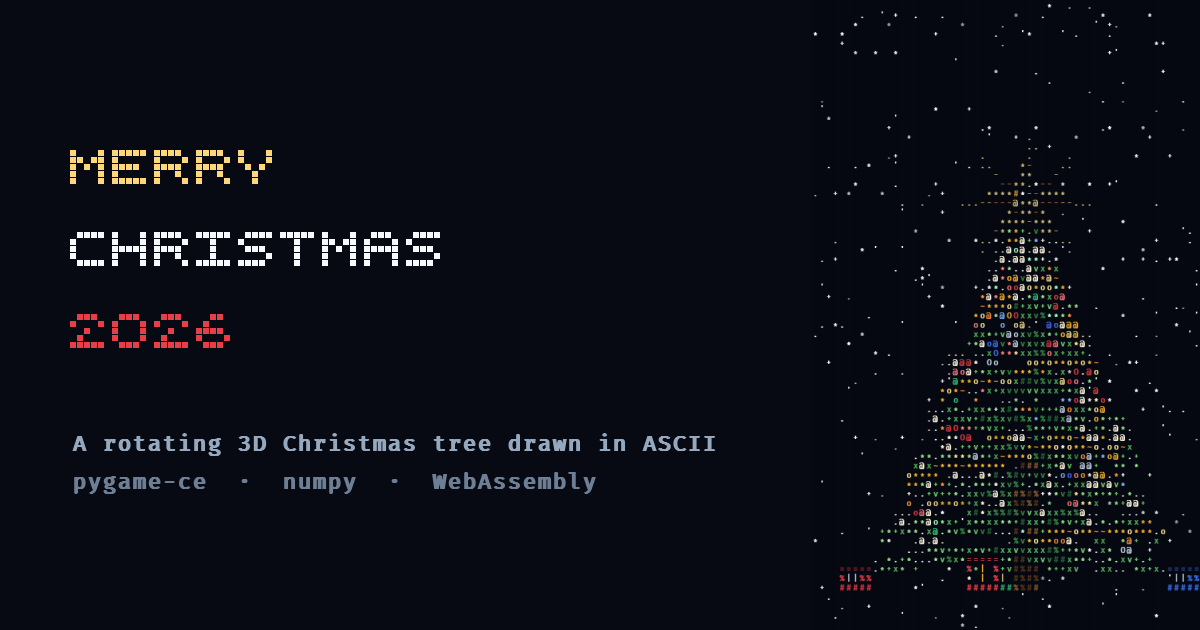 MERRY
CHRISTMAS
2026
A rotating 3D Christmas tree drawn in ASCII
pygame-ce · numpy · WebAssembly